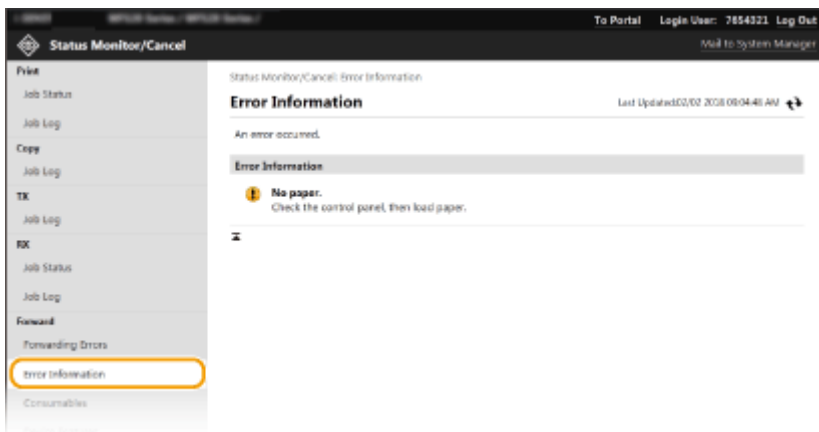 To Portal Login User: 7654321 Log Out
Status Monitor/Cancel
Mail to System Manager
Print
Job Status
Job Log
Copy
Job Log
TX
Job Log
RX
Job Status
Job Log
Forward
Forwarding Errors
Error Information
Consumables
Status Monitor/Cancel: Error Information
Error Information
Last Updated:02/02 2018 09:04:48 AM
An error occurred.
Error Information
No paper.
Check the control panel, then load paper.